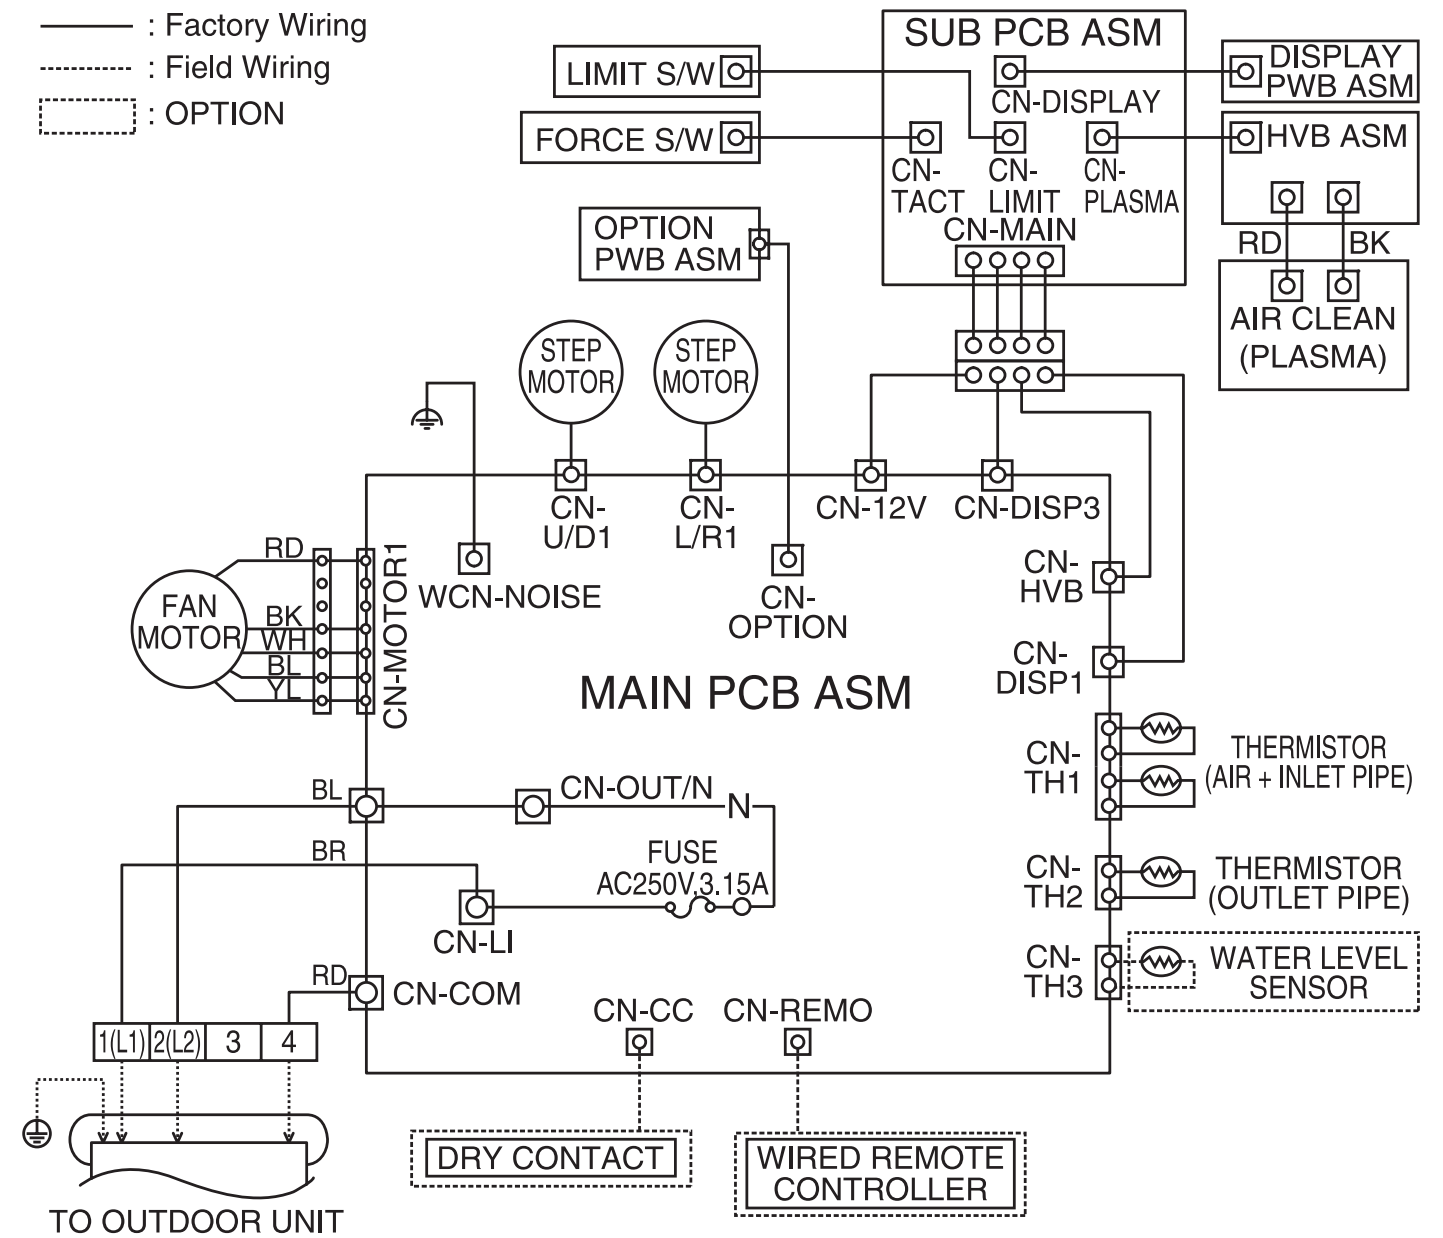 : Factory Wiring
: Field Wiring
: OPTION
LIMIT S/W
FORCE S/W
SUB PCB ASM
CN-DISPLAY
CN-
TACT
CN-
LIMIT
CN-
PLASMA
CN-MAIN
DISPLAY
PWB ASM
HVB ASM
RD
BK
AIR CLEAN
(PLASMA)
OPTION
PWB ASM
STEP
MOTOR
STEP
MOTOR
CN-
U/D1
CN-
L/R1
CN-12V
CN-DISP3
WCN-NOISE
CN-
OPTION
CN-
HVB
CN-
DISP1
FAN
MOTOR
RD
BK
WH
BL
YL
CN-MOTOR1
MAIN PCB ASM
CN-
TH1
THERMISTOR
(AIR + INLET PIPE)
CN-
TH2
THERMISTOR
(OUTLET PIPE)
CN-
TH3
WATER LEVEL
SENSOR
BL
CN-OUT/N
N
BR
FUSE
AC250V,3.15A
CN-LI
RD
CN-COM
CN-CC
CN-REMO
1(L1)
2(L2)
3
4
DRY CONTACT
WIRED REMOTE
CONTROLLER
TO OUTDOOR UNIT